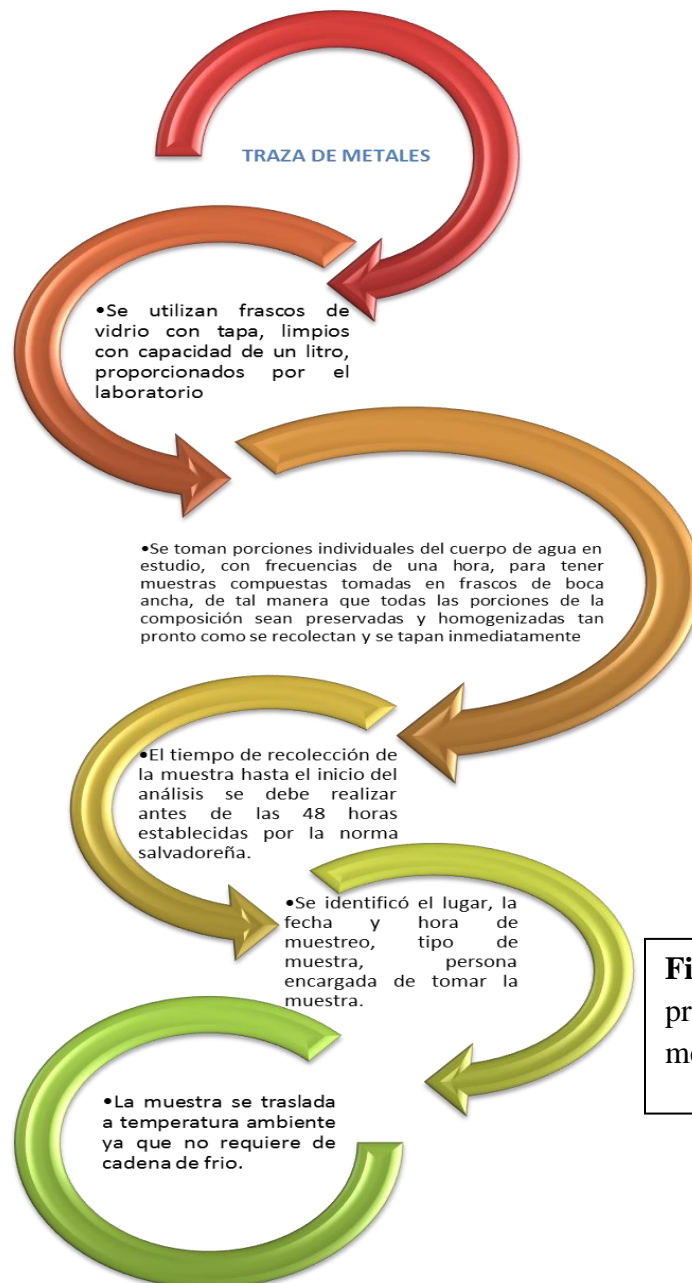 TRAZA DE METALES
•Se utilizan frascos de
vidrio con tapa, limpios
con capacidad de un litro,
proporcionados por el
laboratorio
•Se toman porciones individuales del cuerpo de agua en
estudio, con frecuencias de una hora, para tener
muestras compuestas tomadas en frascos de boca
ancha, de tal manera que todas las porciones de la
composición sean preservadas y homogenizadas tan
pronto como se recolectan y se tapan inmediatamente
•El tiempo de recolección de
la muestra hasta el inicio del
análisis se debe realizar
antes de las 48 horas
establecidas por la norma
salvadoreña.
•Se identificó el lugar, la
fecha y hora de
muestreo, tipo de
muestra, persona
encargada de tomar la
muestra.
•La muestra se traslada
a temperatura ambiente
ya que no requiere de
cadena de frio.